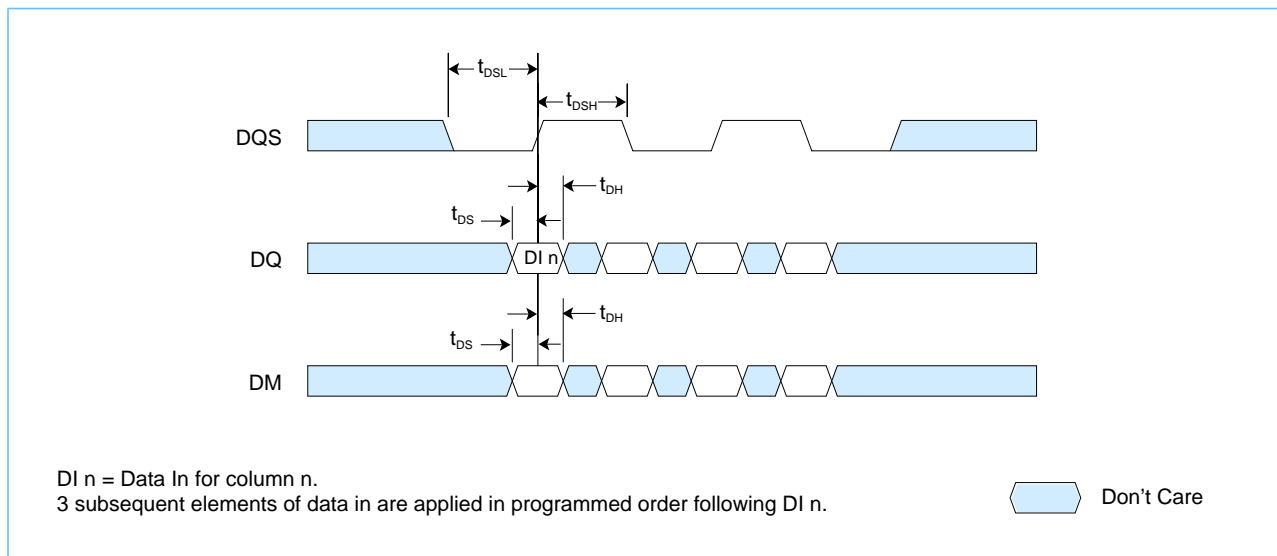 tDSL
tDSH
DQS
tDH
tDS
DQ
DI n
tDH
tDS
DM
DI n = Data In for column n.
3 subsequent elements of data in are applied in programmed order following DI n.
Don't Care